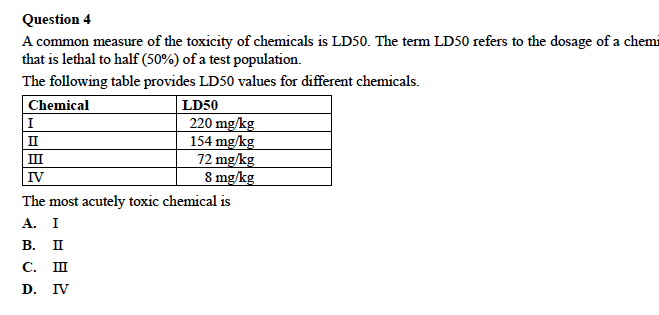 Question 4
A common measure of the toxicity of chemicals is LD50. The term LD50 refers to the dosage of a chemi
that is lethal to half (50%) of a test population.
The following table provides LD50 values for different chemicals.
Chemical LD50
I 220 mg/kg
II 154 mg/kg
III 72 mg/kg
IV 8 mg/kg
The most acutely toxic chemical is
A. I
B. II
C. III
D. IV